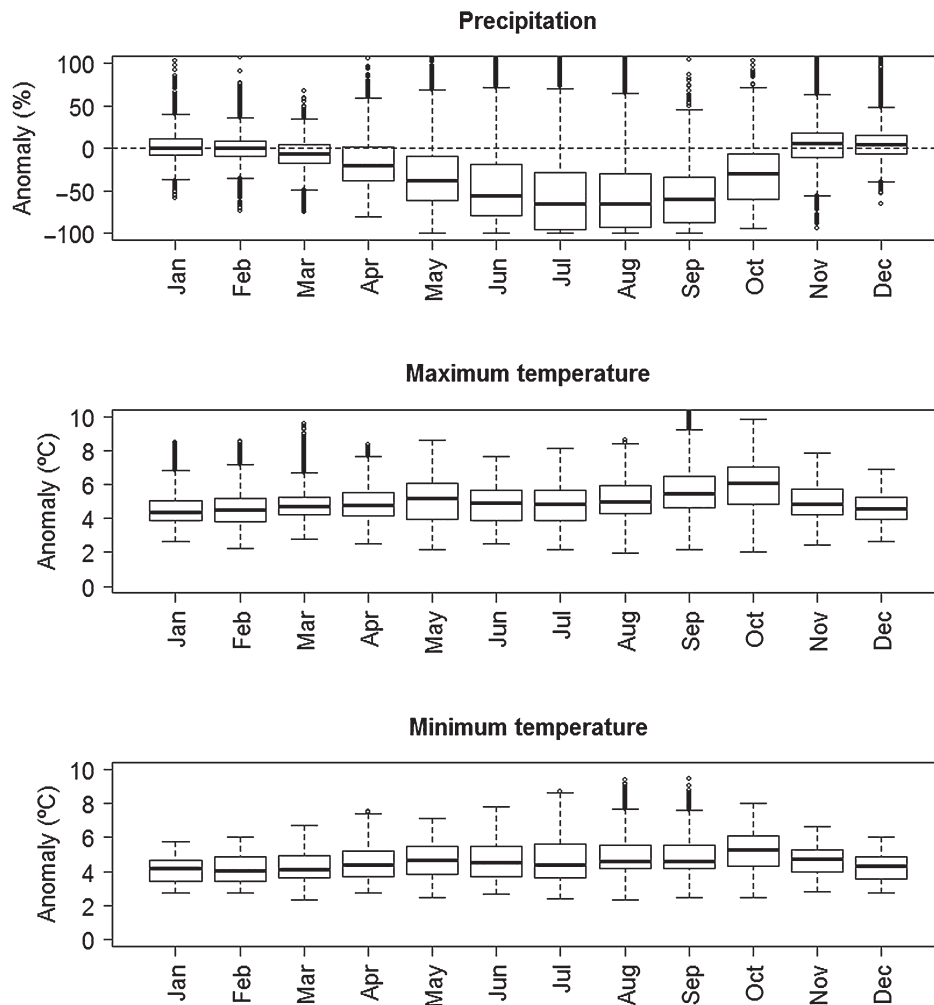 Precipitation
Anomaly (%)
100
50
0
−50
−100
Jan Feb Mar Apr May Jun Jul Aug Sep Oct Nov Dec
Maximum temperature
Anomaly (ºC)
10
8
6
4
2
0
Jan Feb Mar Apr May Jun Jul Aug Sep Oct Nov Dec
Minimum temperature
Anomaly (ºC)
10
8
6
4
2
0
Jan Feb Mar Apr May Jun Jul Aug Sep Oct Nov Dec